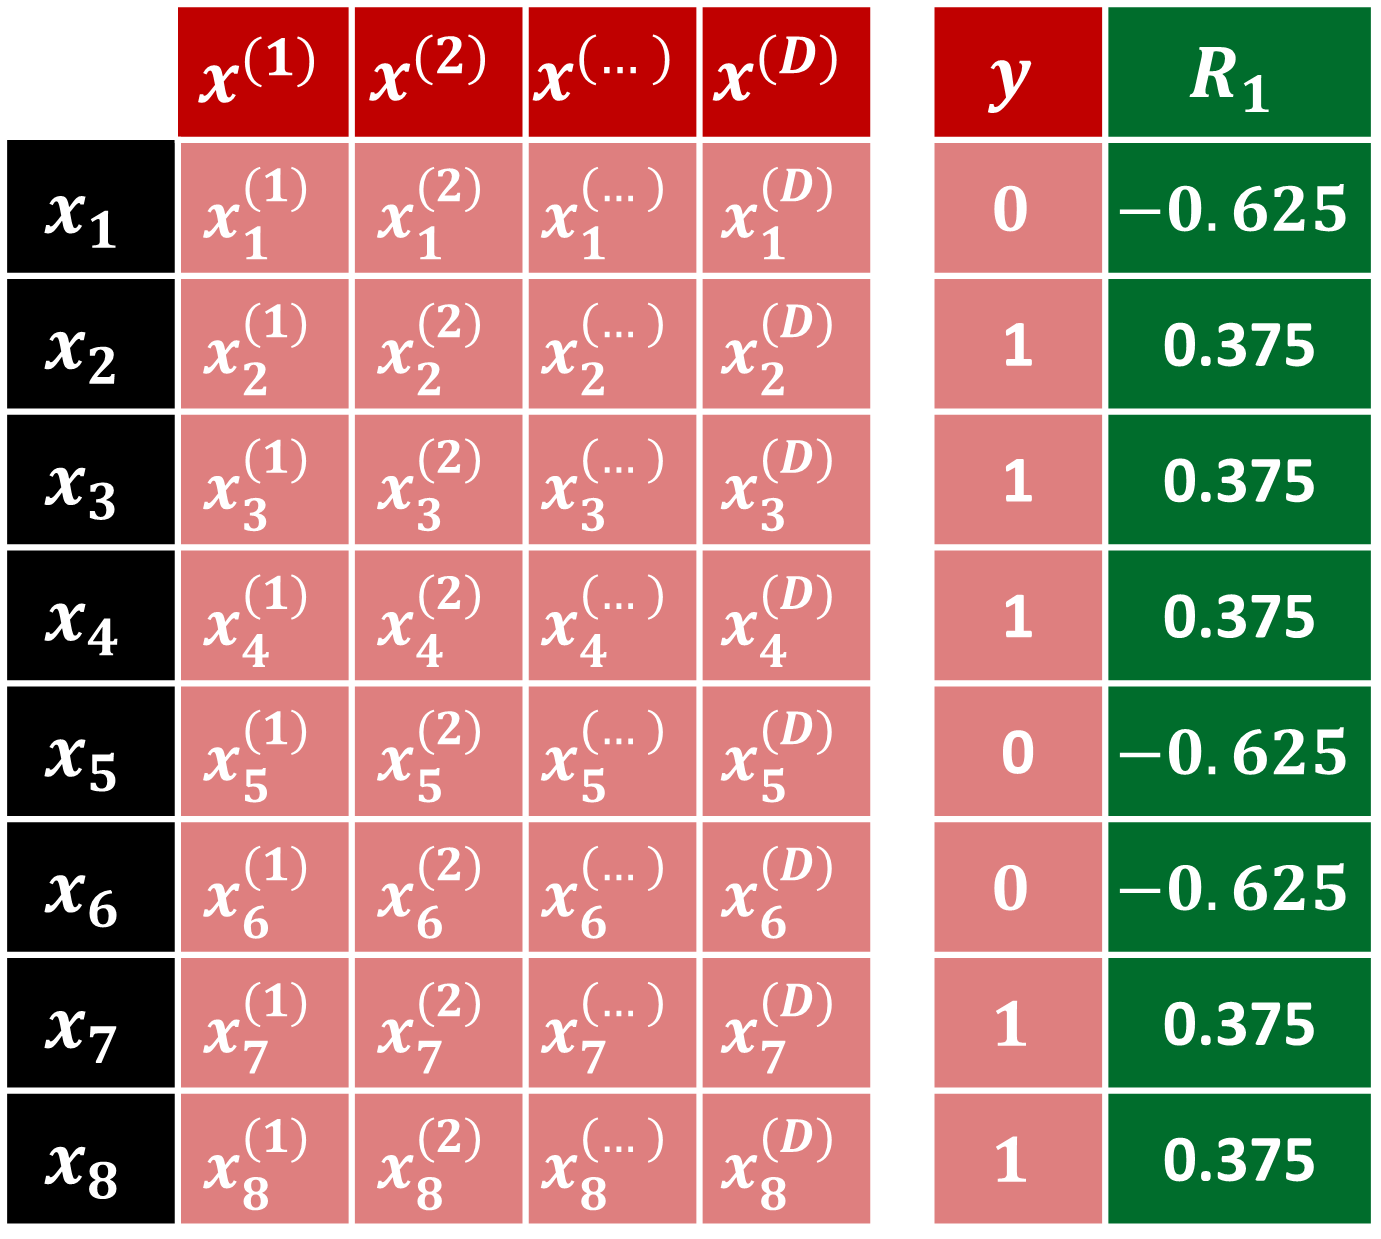 x^(1) x^(2) x^(…) x^(D) y R_1
x_1 x_1^(1) x_1^(2) x_1^(…) x_1^(D) 0 −0.625
x_2 x_2^(1) x_2^(2) x_2^(…) x_2^(D) 1 0.375
x_3 x_3^(1) x_3^(2) x_3^(…) x_3^(D) 1 0.375
x_4 x_4^(1) x_4^(2) x_4^(…) x_4^(D) 1 0.375
x_5 x_5^(1) x_5^(2) x_5^(…) x_5^(D) 0 −0.625
x_6 x_6^(1) x_6^(2) x_6^(…) x_6^(D) 0 −0.625
x_7 x_7^(1) x_7^(2) x_7^(…) x_7^(D) 1 0.375
x_8 x_8^(1) x_8^(2) x_8^(…) x_8^(D) 1 0.375